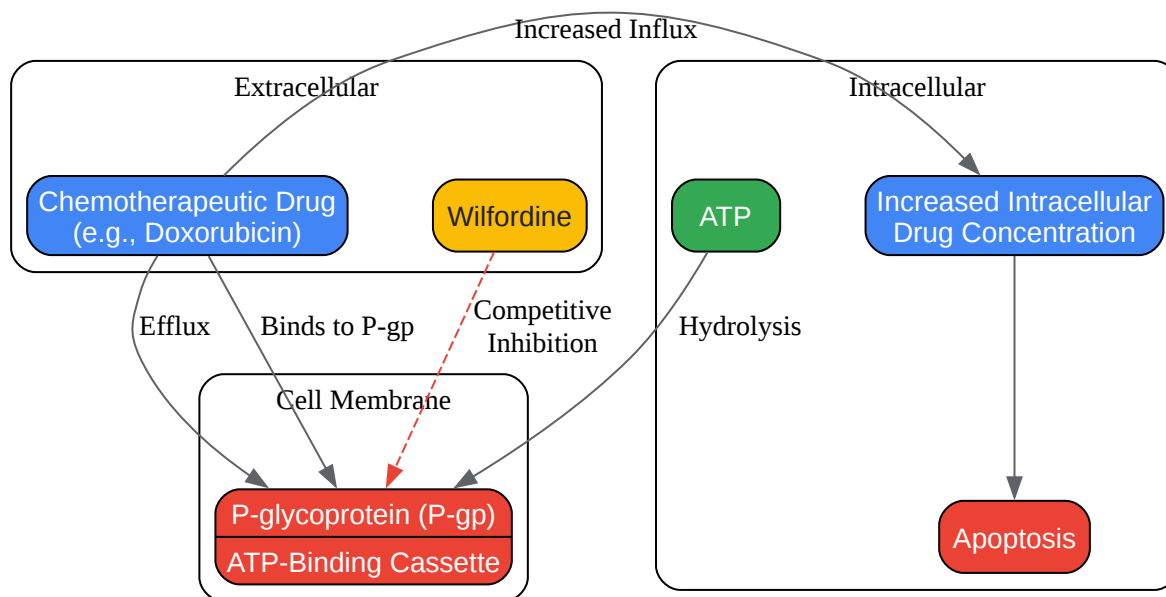 Increased Influx
Extracellular
Intracellular
Chemotherapeutic Drug
(e.g., Doxorubicin)
Wilfordine
ATP
Increased Intracellular
Drug Concentration
Efflux
Binds to P-gp
Competitive
Inhibition
Hydrolysis
Cell Membrane
P-glycoprotein (P-gp)
ATP-Binding Cassette
Apoptosis